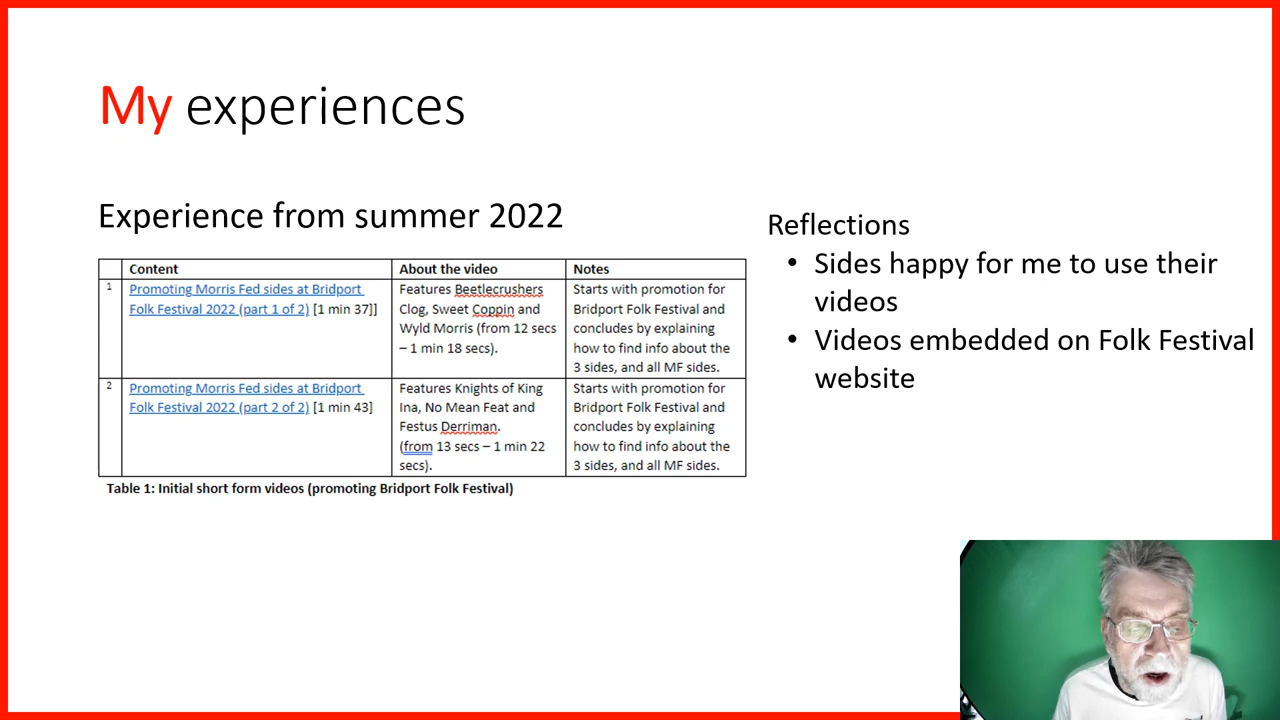 My experiences
Experience from summer 2022
Content About the video Notes
1 Promoting Morris Fed sides at Bridport Features Beetlecrushers Starts with promotion for
Folk Festival 2022 (part 1 of 2) [1 min 37]] Clog, Sweet Coppin and Bridport Folk Festival and
Wyld Morris (from 12 secs concludes by explaining
– 1 min 18 secs). how to find info about the
3 sides, and all MF sides.
2 Promoting Morris Fed sides at Bridport Features Knights of King Starts with promotion for
Folk Festival 2022 (part 2 of 2) [1 min 43] Ina, No Mean Feat and Bridport Folk Festival and
Festus Derriman. concludes by explaining
(from 13 secs – 1 min 22 how to find info about the
secs). 3 sides, and all MF sides.
Table 1: Initial short form videos (promoting Bridport Folk Festival)
Reflections
• Sides happy for me to use their
videos
• Videos embedded on Folk Festival
website